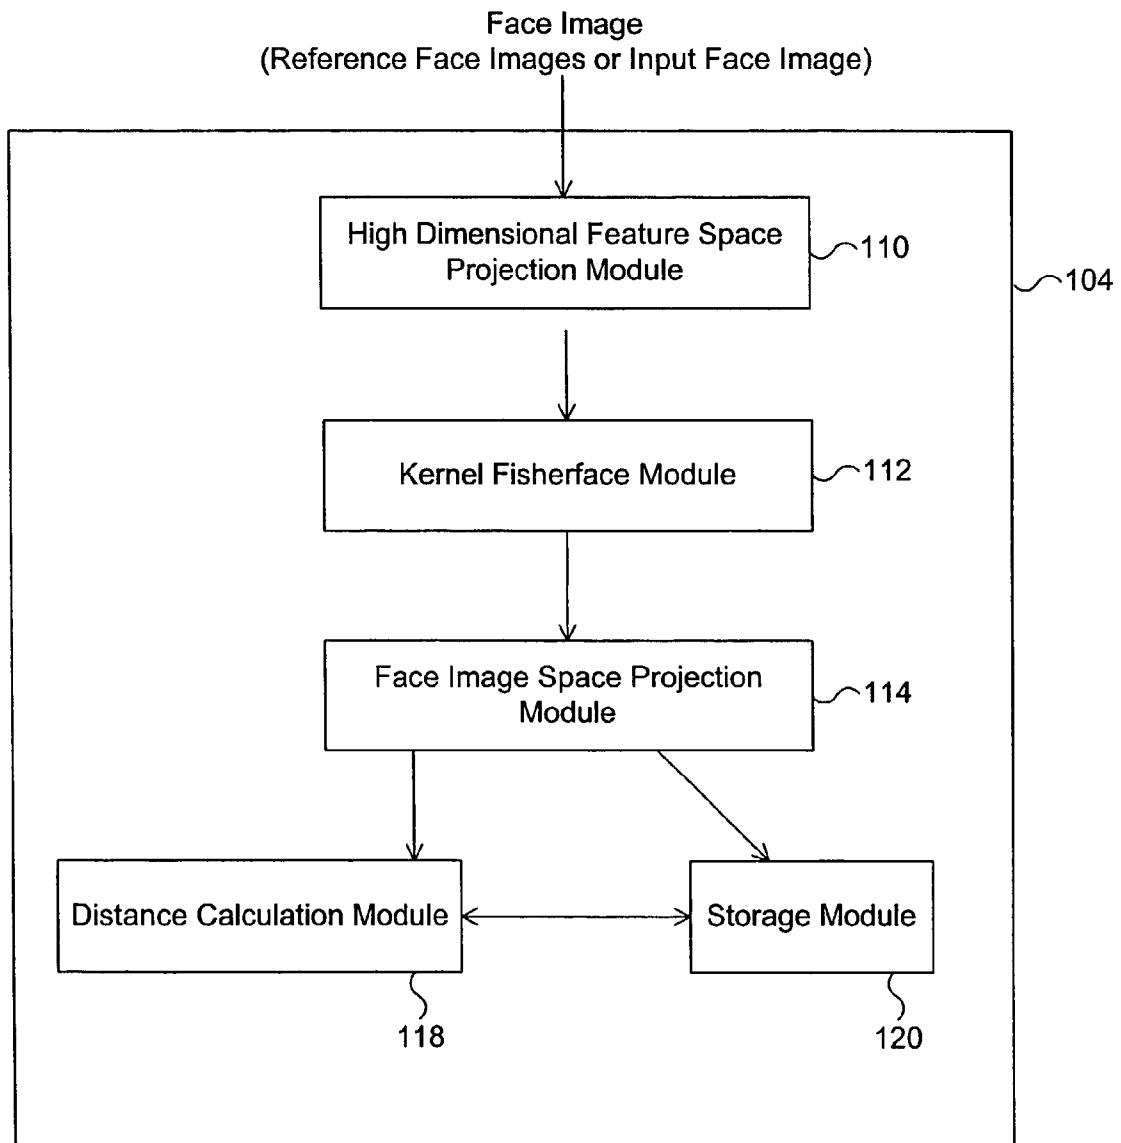 Face Image
(Reference Face Images or Input Face Image)
High Dimensional Feature Space
Projection Module
110
104
Kernel Fisherface Module
112
Face Image Space Projection
Module
114
Distance Calculation Module
Storage Module
118
120